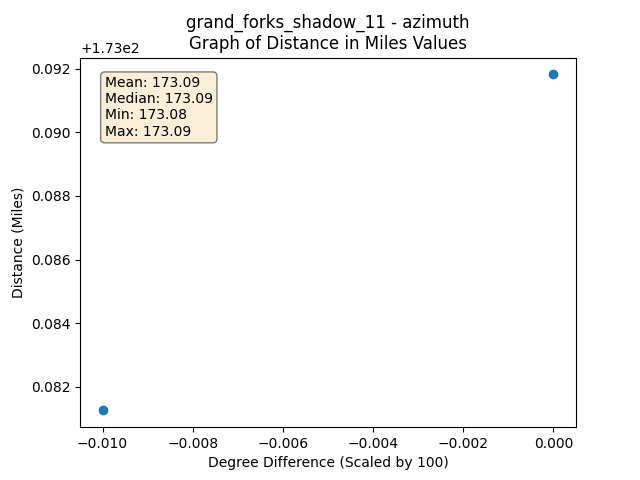 grand_forks_shadow_11 - azimuth
Graph of Distance in Miles Values
+1.73e2
0.092
0.090
0.088
0.086
0.084
0.082
Mean: 173.09
Median: 173.09
Min: 173.08
Max: 173.09
Distance (Miles)
−0.010
−0.008
−0.006
−0.004
−0.002
0.000
Degree Difference (Scaled by 100)